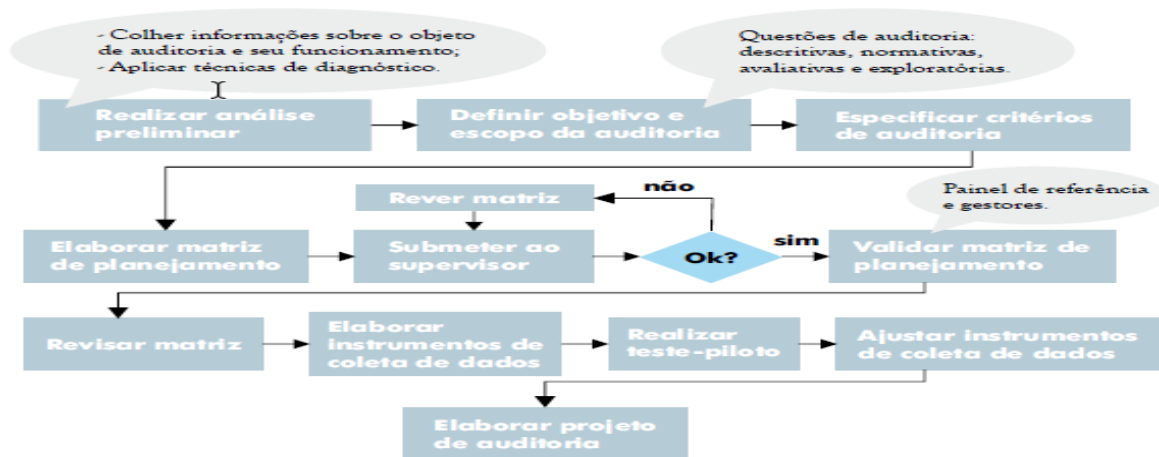 - Colher informações sobre o objeto
de auditoria e seu funcionamento;
- Aplicar técnicas de diagnóstico.
Questões de auditoria:
descritivas, normativas,
avaliativas e exploratórias.
Realizar análise
preliminar
Definir objetivo e
escopo da auditoria
Especificar critérios
de auditoria
Rever matriz
não
Painel de referência
e gestores.
Elaborar matriz
de planejamento
Submeter ao
supervisor
Ok?
sim
Validar matriz de
planejamento
Revisar matriz
Elaborar
instrumentos de
coleta de dados
Realizar
teste-piloto
Ajustar instrumentos
de coleta de dados
Elaborar projeto
de auditoria